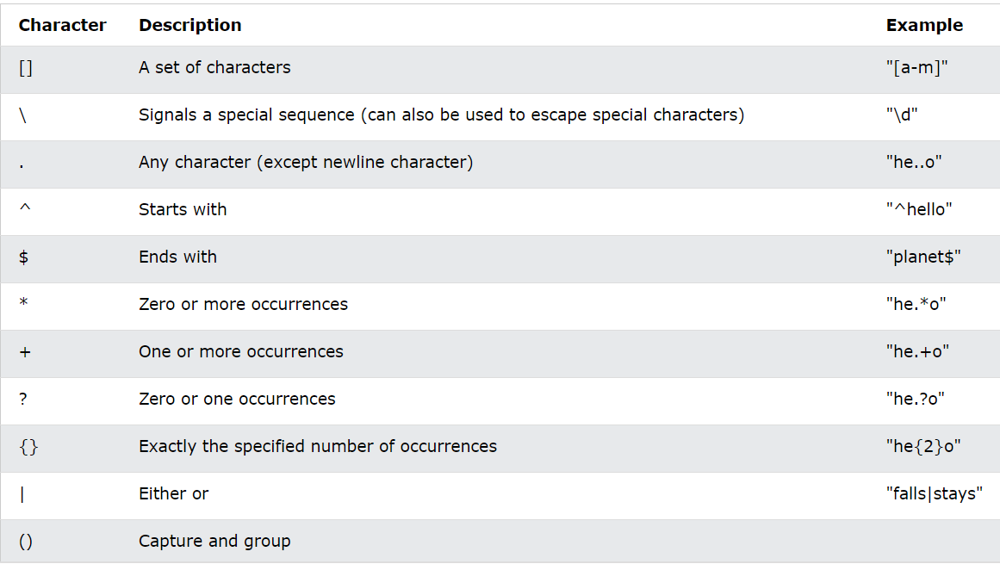 Character Description Example
[] A set of characters "[a-m]"
\ Signals a special sequence (can also be used to escape special characters) "\d"
. Any character (except newline character) "he..o"
^ Starts with "^hello"
$ Ends with "planet$"
* Zero or more occurrences "he.*o"
+ One or more occurrences "he.+o"
? Zero or one occurrences "he.?o"
{} Exactly the specified number of occurrences "he{2}o"
| Either or "falls|stays"
() Capture and group